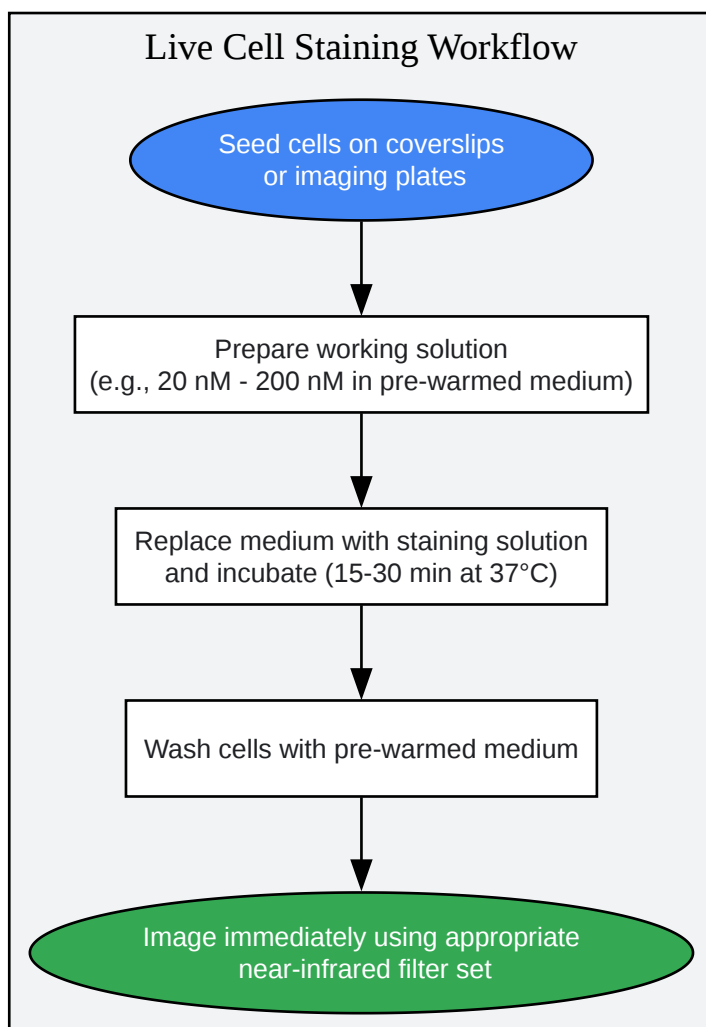 Live Cell Staining Workflow
Seed cells on coverslips
or imaging plates
Prepare working solution
(e.g., 20 nM - 200 nM in pre-warmed medium)
Replace medium with staining solution
and incubate (15-30 min at 37°C)
Wash cells with pre-warmed medium
Image immediately using appropriate
near-infrared filter set